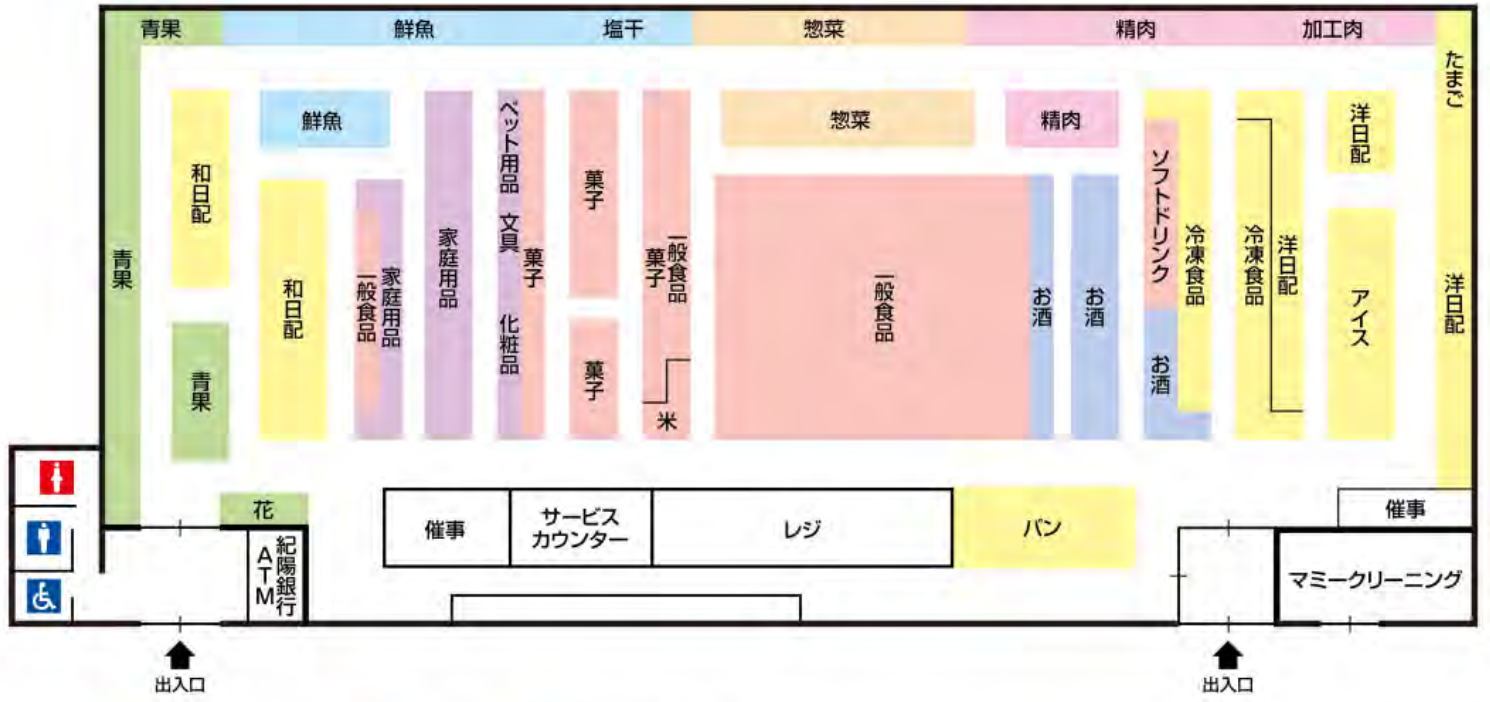 青果
鮮魚
塩干
惣菜
精肉
加工肉
たまご
青果
和日配
鮮魚
家庭用品
ペット用品
文具
化粧品
菓子
菓子
菓子
一般食品
惣菜
精肉
ソフトドリンク
冷凍食品
冷凍食品
洋日配
洋日配
洋日配
青果
和日配
一般食品
家庭用品
菓子
米
一般食品
お酒
お酒
お酒
アイス
花
催事
サービス
カウンター
レジ
パン
催事
紀陽銀行
ATM
マミークリーニング
出入口
出入口